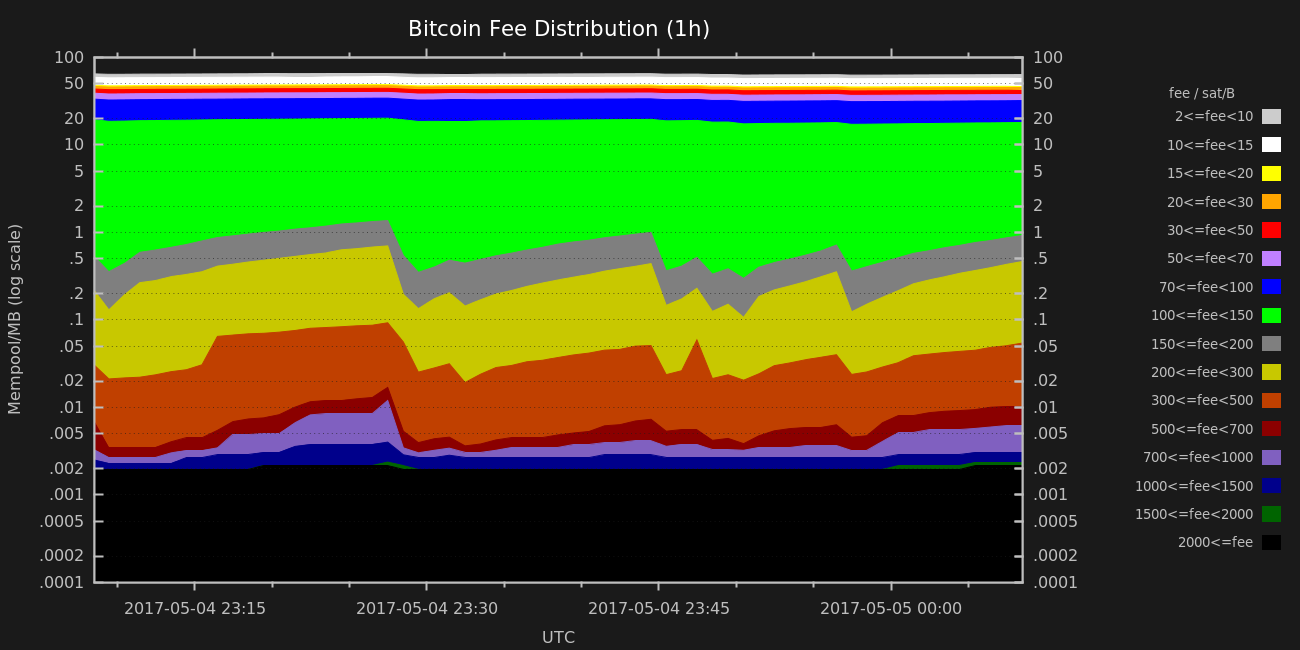 Bitcoin Fee Distribution (1h)
Mempool/MB (log scale)
100
50
20
10
5
2
1
.5
.2
.1
.05
.02
.01
.005
.002
.001
.0005
.0002
.0001
100
50
20
10
5
2
1
.5
.2
.1
.05
.02
.01
.005
.002
.001
.0005
.0002
.0001
2017-05-04 23:15
2017-05-04 23:30
2017-05-04 23:45
2017-05-05 00:00
UTC
fee / sat/B
2<=fee<10
10<=fee<15
15<=fee<20
20<=fee<30
30<=fee<50
50<=fee<70
70<=fee<100
100<=fee<150
150<=fee<200
200<=fee<300
300<=fee<500
500<=fee<700
700<=fee<1000
1000<=fee<1500
1500<=fee<2000
2000<=fee